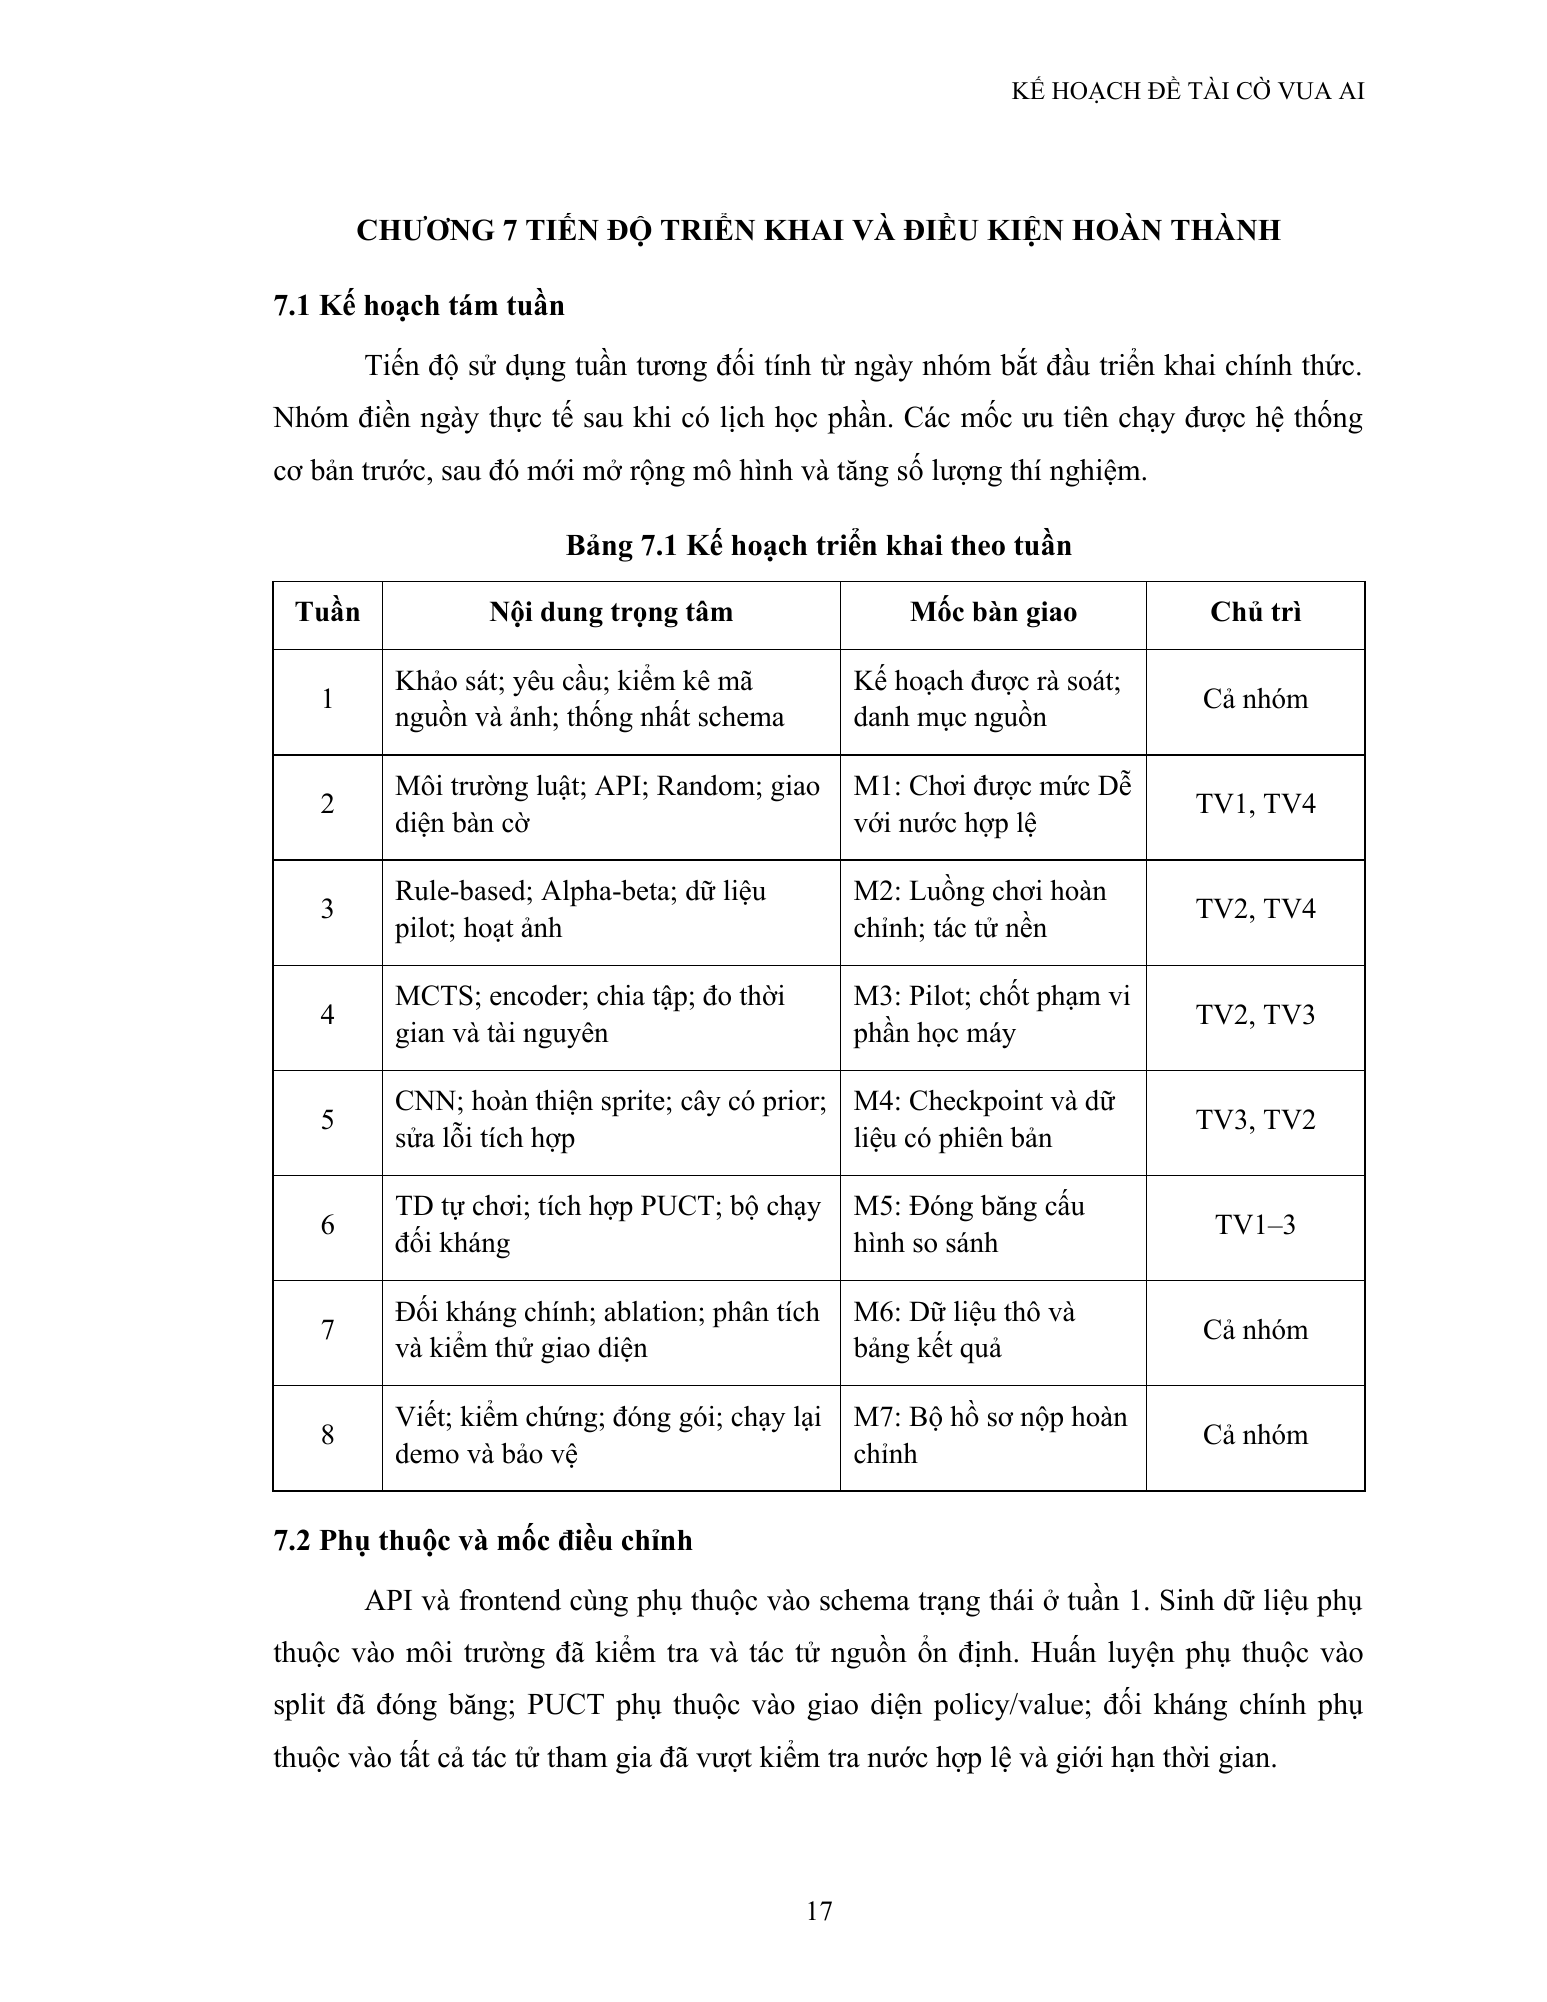 KẾ HOẠCH ĐỀ TÀI CỜ VUA AI
CHƯƠNG 7 TIẾN ĐỘ TRIỂN KHAI VÀ ĐIỀU KIỆN HOÀN THÀNH
7.1 Kế hoạch tám tuần
Tiến độ sử dụng tuần tương đối tính từ ngày nhóm bắt đầu triển khai chính thức.
Nhóm điền ngày thực tế sau khi có lịch học phần. Các mốc ưu tiên chạy được hệ thống
cơ bản trước, sau đó mới mở rộng mô hình và tăng số lượng thí nghiệm.
Bảng 7.1 Kế hoạch triển khai theo tuần
Tuần Nội dung trọng tâm Mốc bàn giao Chủ trì
1
Khảo sát; yêu cầu; kiểm kê mã
nguồn và ảnh; thống nhất schema
Kế hoạch được rà soát;
danh mục nguồn
Cả nhóm
2
Môi trường luật; API; Random; giao
diện bàn cờ
M1: Chơi được mức Dễ
với nước hợp lệ
TV1, TV4
3
Rule-based; Alpha-beta; dữ liệu
pilot; hoạt ảnh
M2: Luồng chơi hoàn
chỉnh; tác tử nền
TV2, TV4
4
MCTS; encoder; chia tập; đo thời
gian và tài nguyên
M3: Pilot; chốt phạm vi
phần học máy
TV2, TV3
5
CNN; hoàn thiện sprite; cây có prior;
sửa lỗi tích hợp
M4: Checkpoint và dữ
liệu có phiên bản
TV3, TV2
6
TD tự chơi; tích hợp PUCT; bộ chạy
đối kháng
M5: Đóng băng cấu
hình so sánh
TV1–3
7
Đối kháng chính; ablation; phân tích
và kiểm thử giao diện
M6: Dữ liệu thô và
bảng kết quả
Cả nhóm
8
Viết; kiểm chứng; đóng gói; chạy lại
demo và bảo vệ
M7: Bộ hồ sơ nộp hoàn
chỉnh
Cả nhóm
7.2 Phụ thuộc và mốc điều chỉnh
API và frontend cùng phụ thuộc vào schema trạng thái ở tuần 1. Sinh dữ liệu phụ
thuộc vào môi trường đã kiểm tra và tác tử nguồn ổn định. Huấn luyện phụ thuộc vào
split đã đóng băng; PUCT phụ thuộc vào giao diện policy/value; đối kháng chính phụ
thuộc vào tất cả tác tử tham gia đã vượt kiểm tra nước hợp lệ và giới hạn thời gian.
17